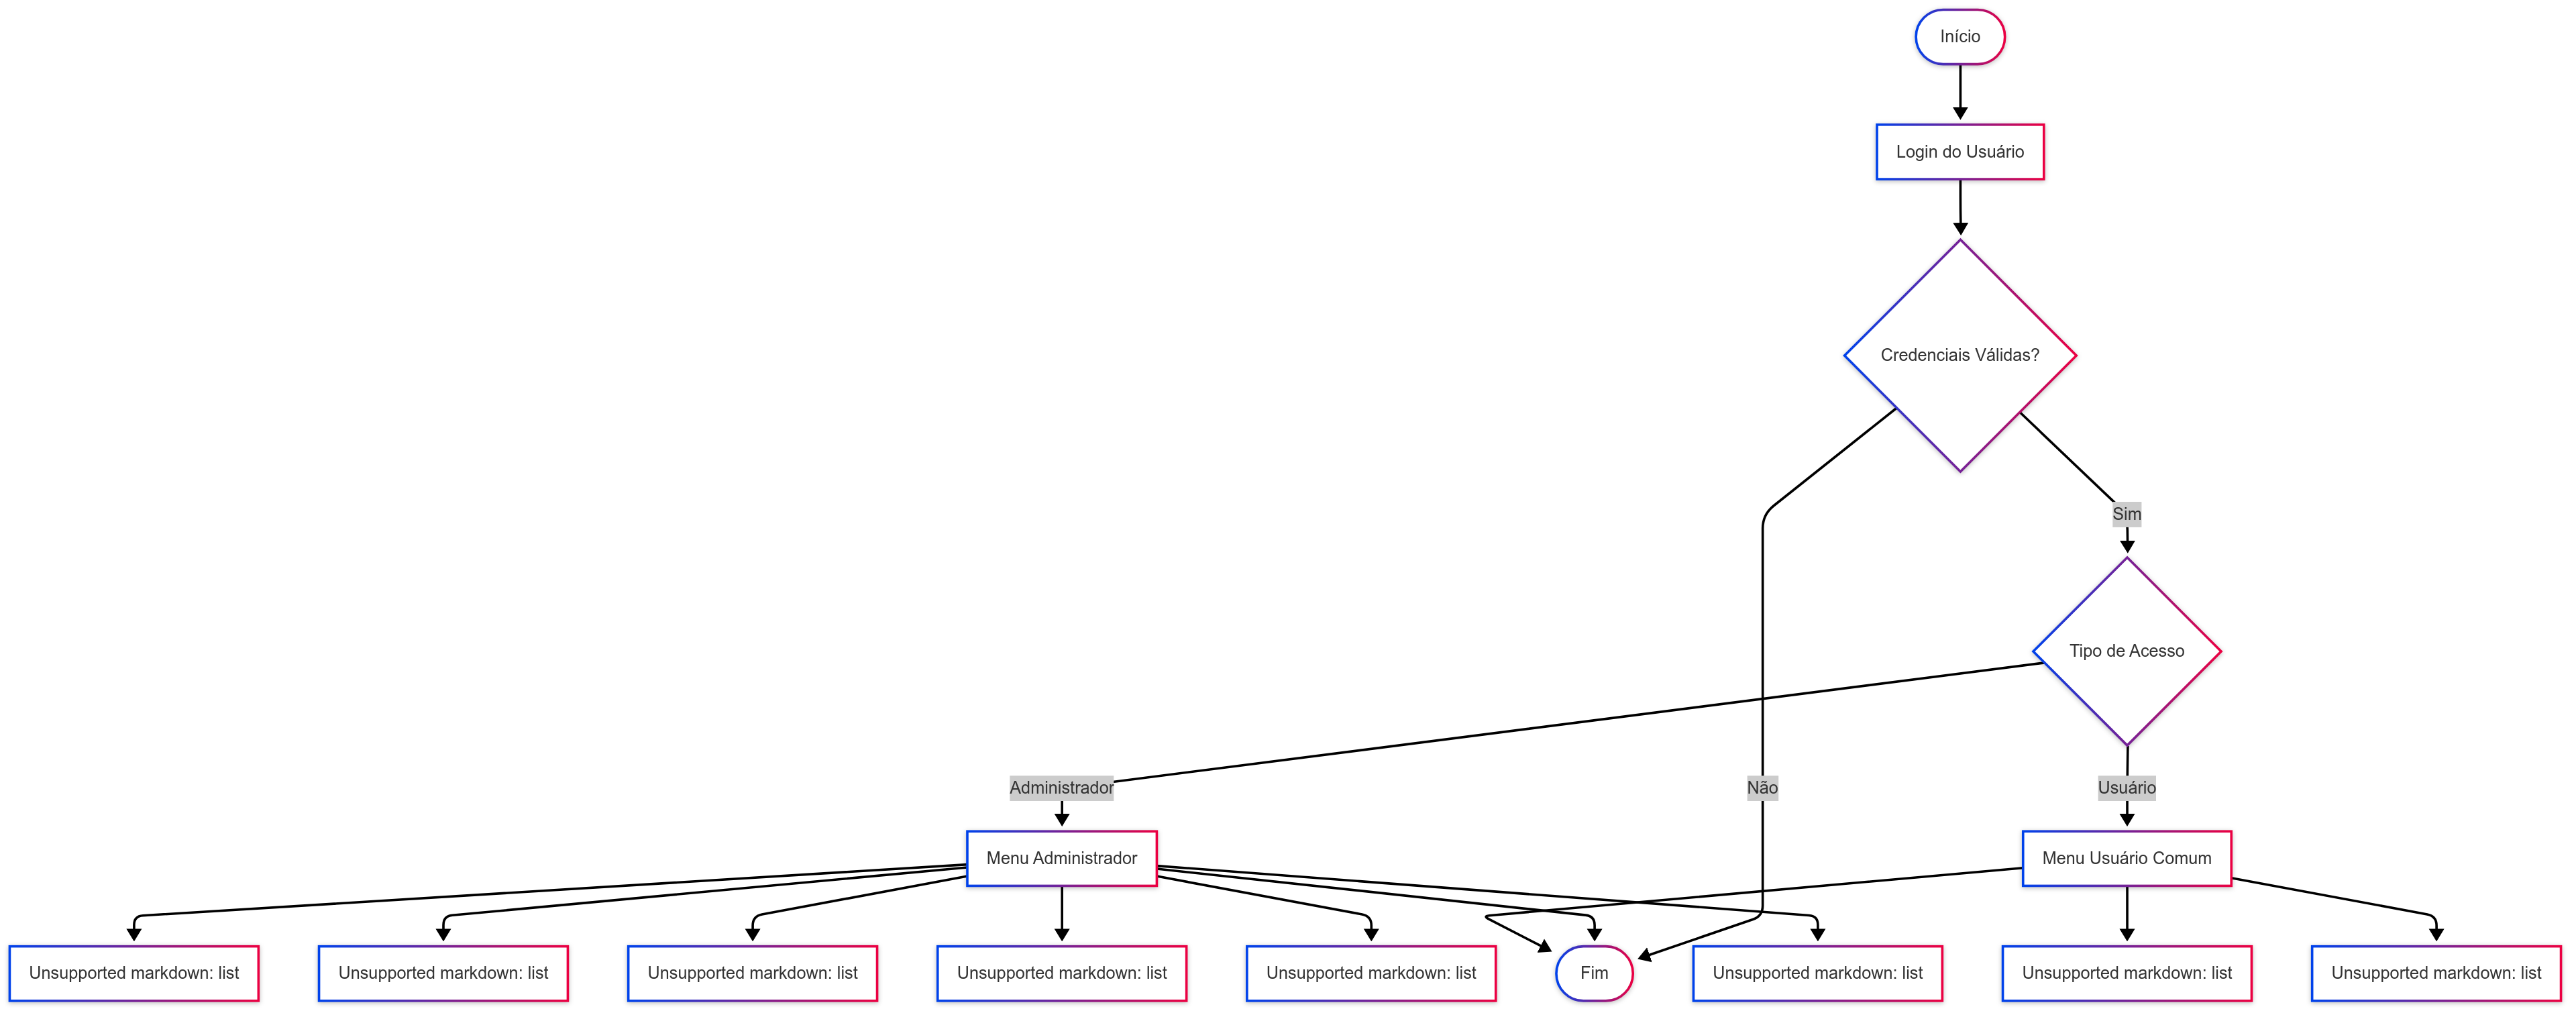 Início
Login do Usuário
Credenciais Válidas?
Sim
Tipo de Acesso
Administrador
Não
Usuário
Menu Administrador
Menu Usuário Comum
Unsupported markdown: list
Unsupported markdown: list
Unsupported markdown: list
Unsupported markdown: list
Unsupported markdown: list
Fim
Unsupported markdown: list
Unsupported markdown: list
Unsupported markdown: list